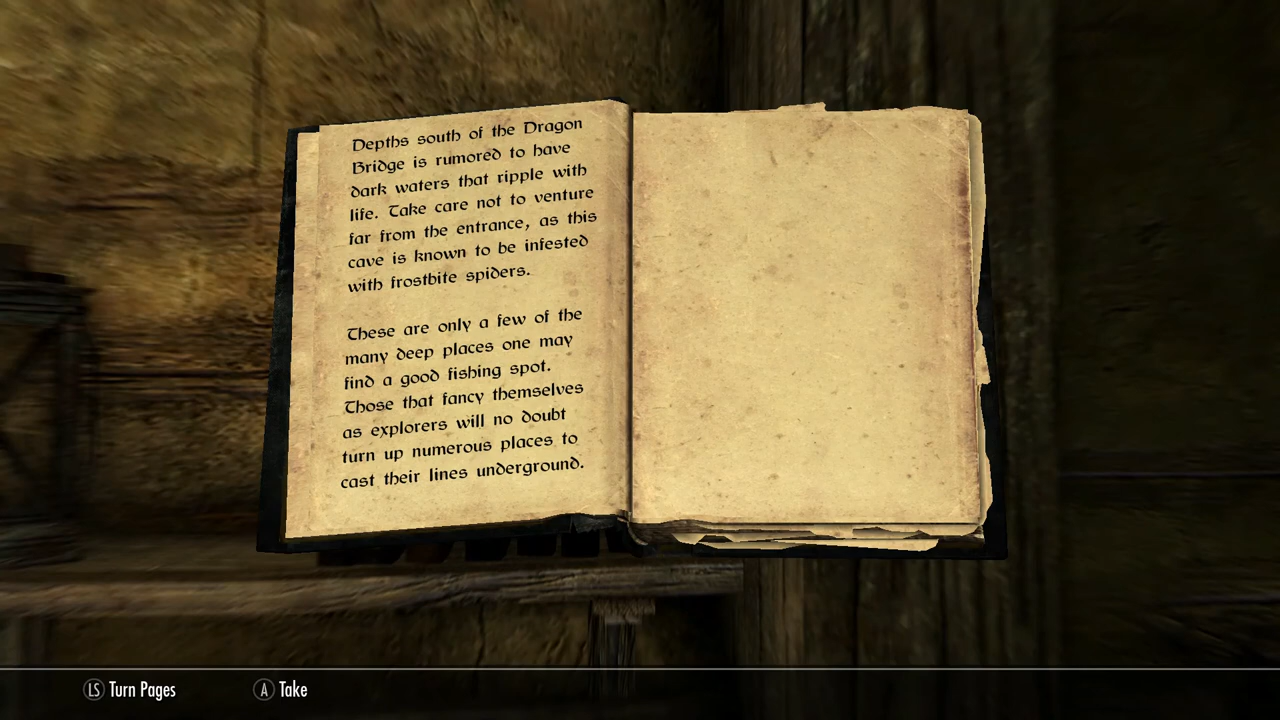 Depths south of the Dragon
Bridge is rumored to have
dark waters that ripple with
life. Take care not to venture
far from the entrance, as this
cave is known to be infested
with frostbite spiders.
These are only a few of the
many deep places one may
find a good fishing spot.
Those that fancy themselves
as explorers will no doubt
turn up numerous places to
cast their lines underground.
LS Turn Pages
A Take